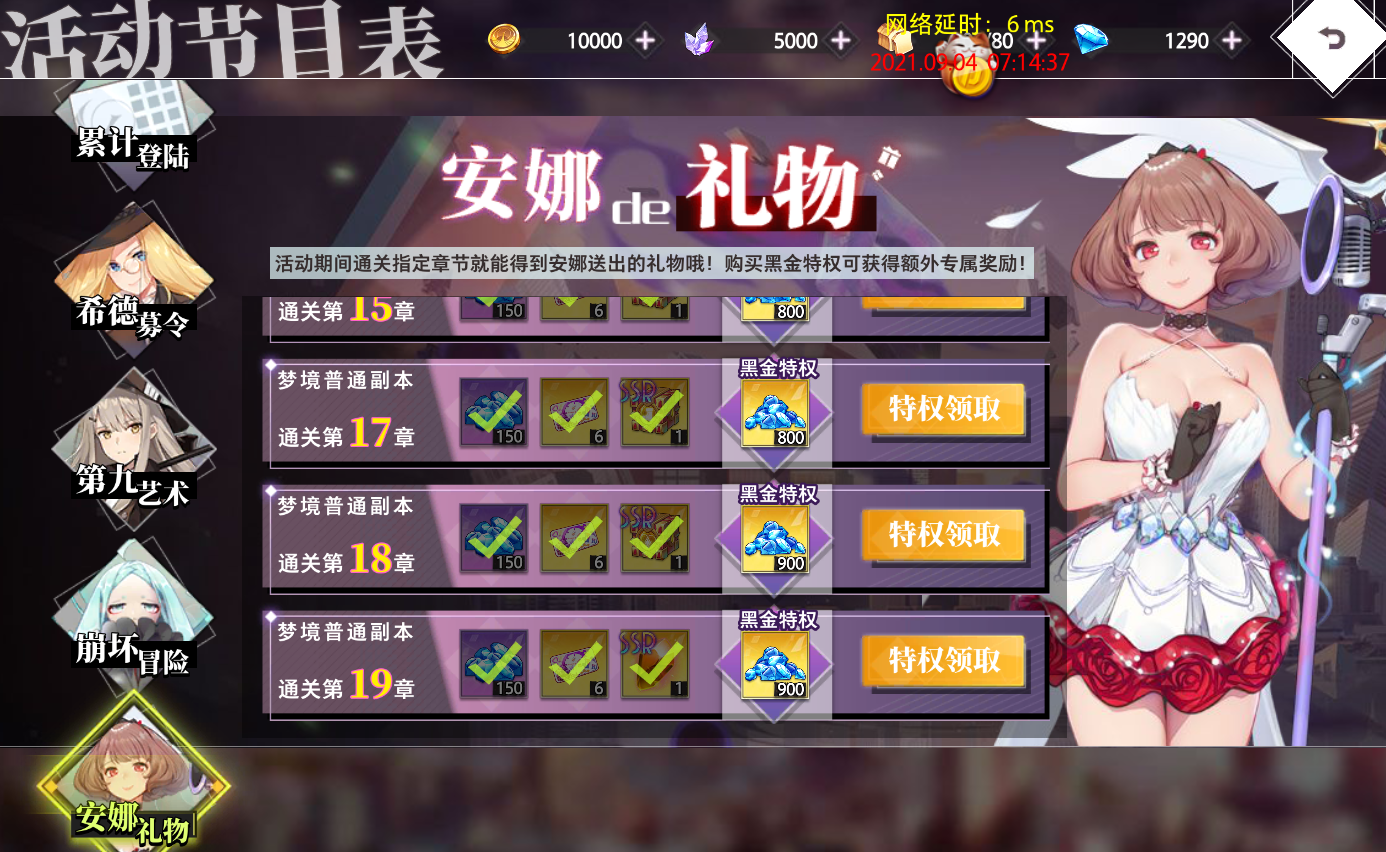 活动节目表
10000
5000
80
1290
网络延时：6 ms
2021.09.04 07:14:37
累计登陆
希德募令
第九艺术
崩坏冒险
安娜礼物
安娜de礼物
活动期间通关指定章节就能得到安娜送出的礼物哦！购买黑金特权可获得额外专属奖励！
通关第15章
150
6
1
800
梦境普通副本
通关第17章
150
6
SSR
1
黑金特权
800
特权领取
梦境普通副本
通关第18章
150
6
SSR
1
黑金特权
900
特权领取
梦境普通副本
通关第19章
150
6
SSR
1
黑金特权
900
特权领取